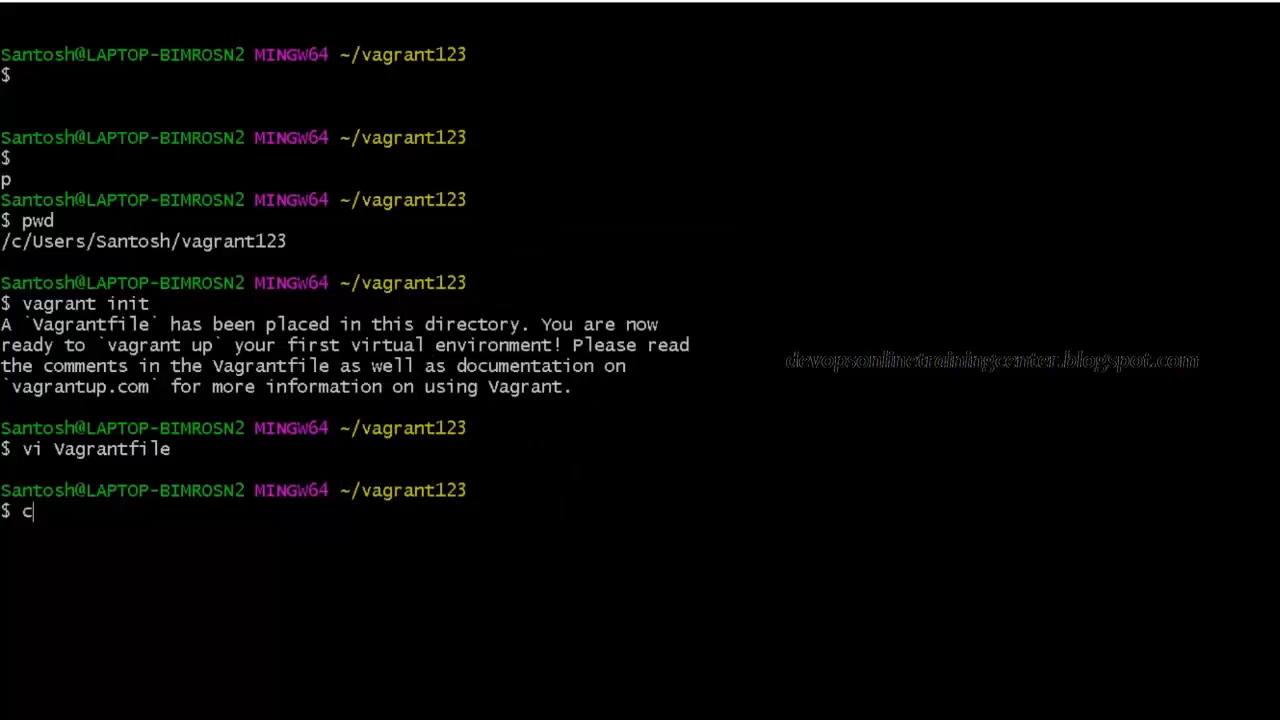 Santosh@LAPTOP-BIMROSN2 MINGW64 ~/vagrant123
$
Santosh@LAPTOP-BIMROSN2 MINGW64 ~/vagrant123
$
p
Santosh@LAPTOP-BIMROSN2 MINGW64 ~/vagrant123
$ pwd
/c/Users/Santosh/vagrant123
Santosh@LAPTOP-BIMROSN2 MINGW64 ~/vagrant123
$ vagrant init
A `Vagrantfile` has been placed in this directory. You are now
ready to `vagrant up` your first virtual environment! Please read
the comments in the Vagrantfile as well as documentation on
`vagrantup.com` for more information on using Vagrant.
devopsonlinetrainingcenter.blogspot.com
Santosh@LAPTOP-BIMROSN2 MINGW64 ~/vagrant123
$ vi Vagrantfile
Santosh@LAPTOP-BIMROSN2 MINGW64 ~/vagrant123
$ c